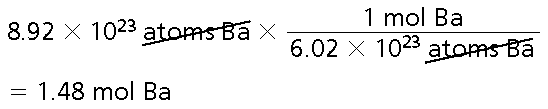 8.92 × 10²³ atoms Ba × 1 mol Ba / 6.02 × 10²³ atoms Ba
= 1.48 mol Ba